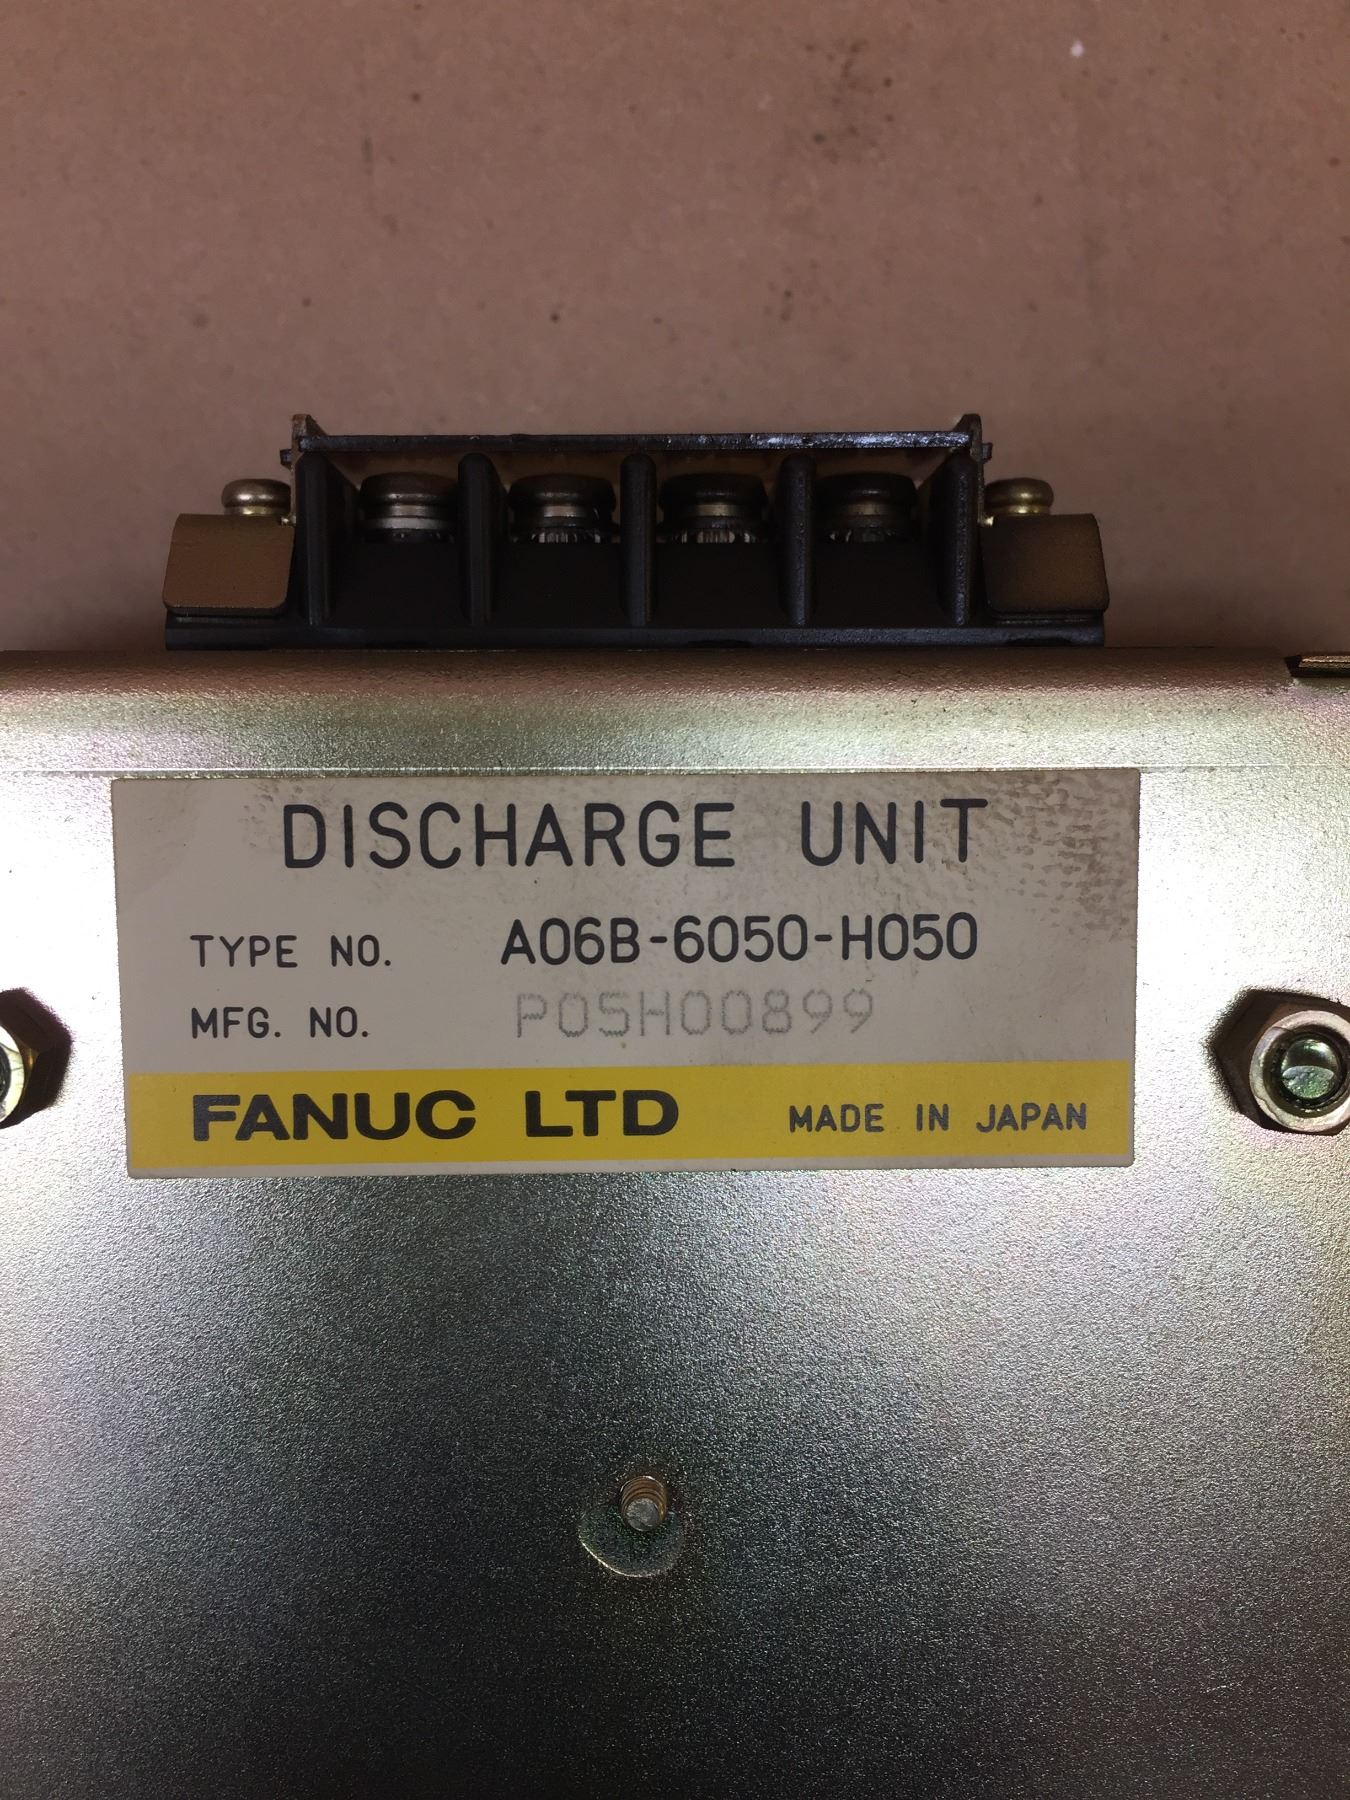 DISCHARGE UNIT
TYPE NO. A06B-6050-H050
MFG. NO. P05H00899
FANUC LTD MADE IN JAPAN